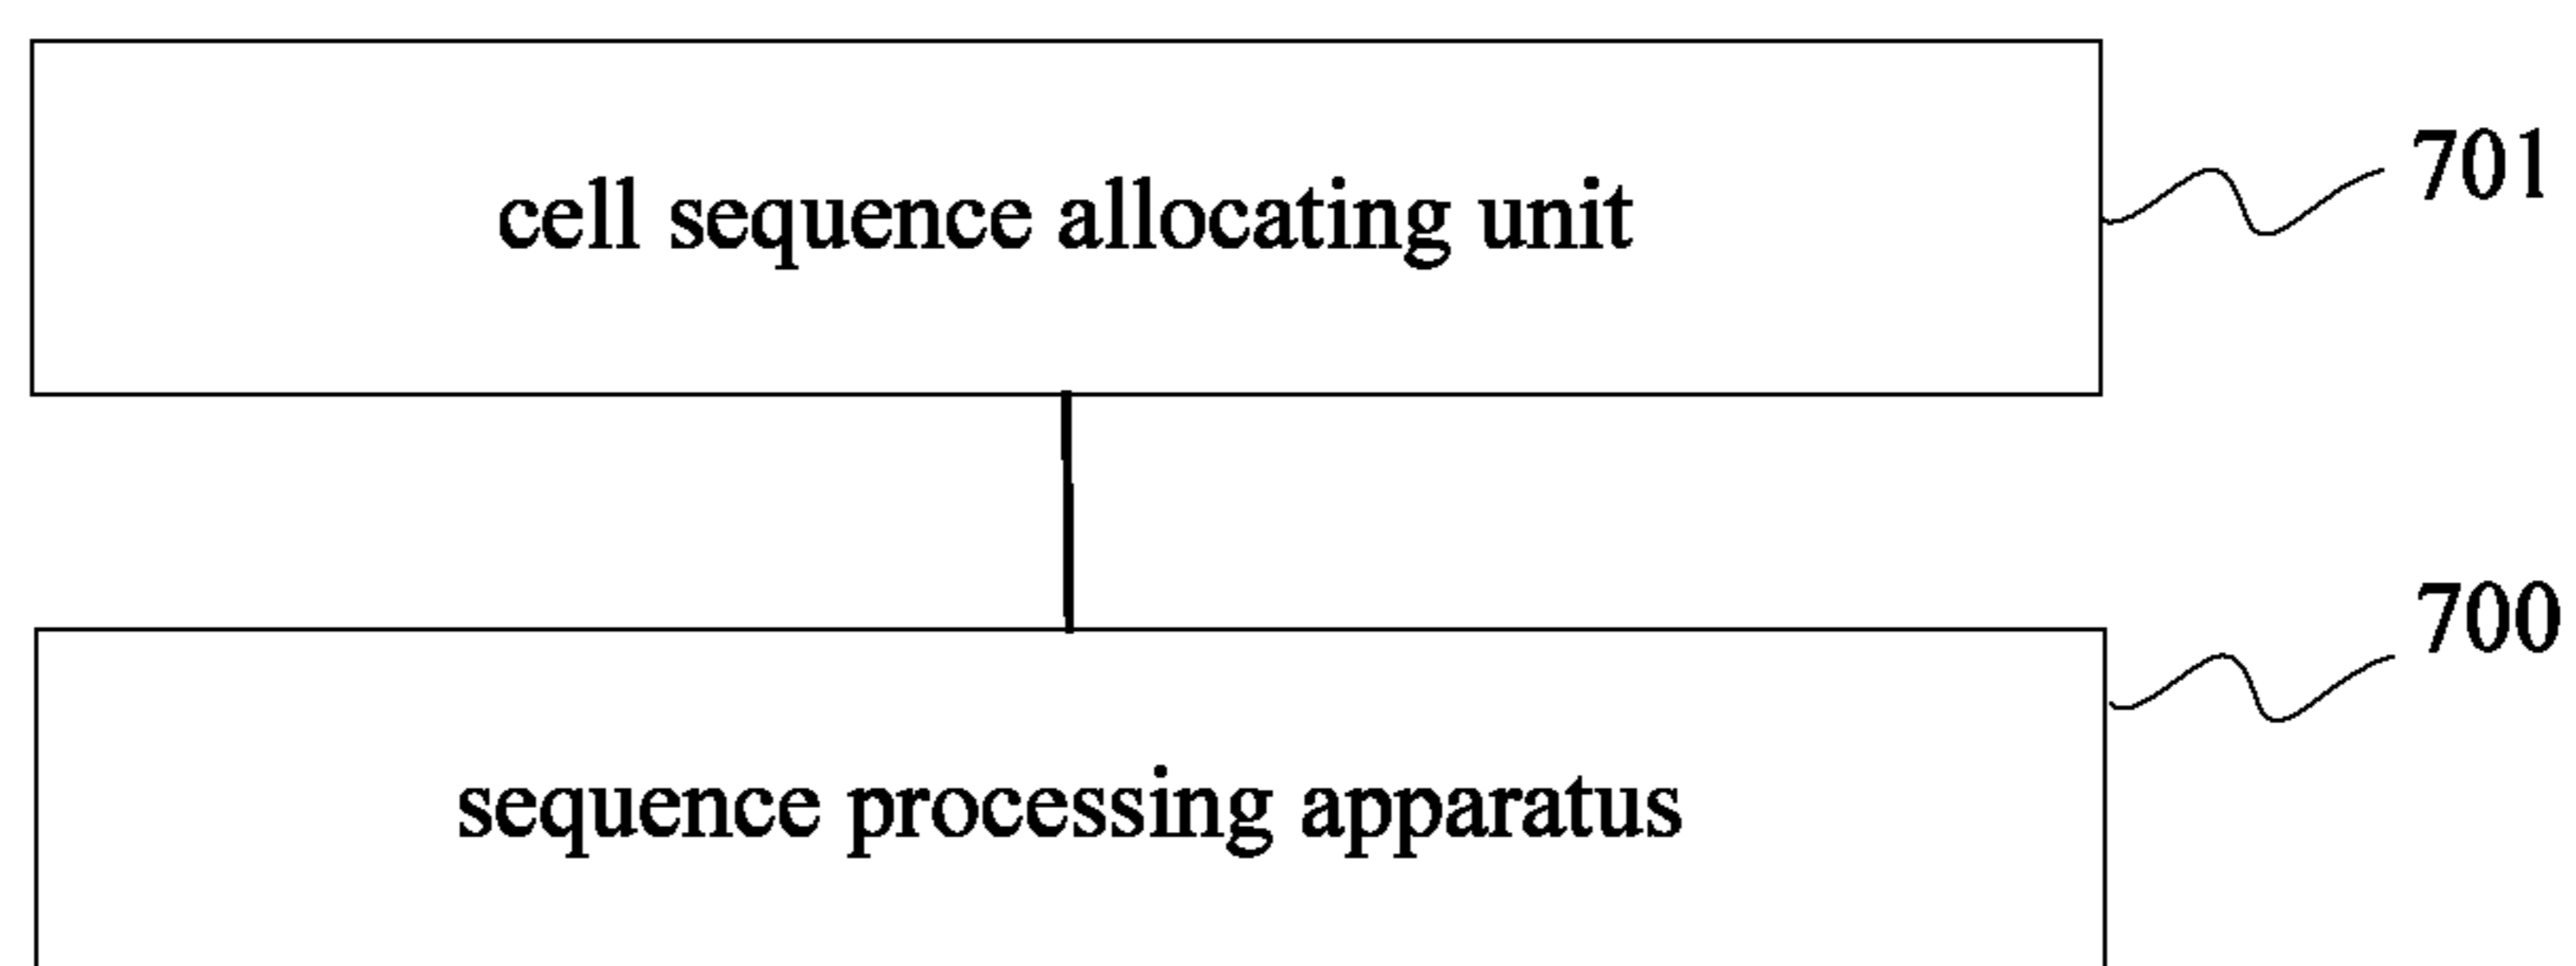 cell sequence allocating unit
701
700
sequence processing apparatus